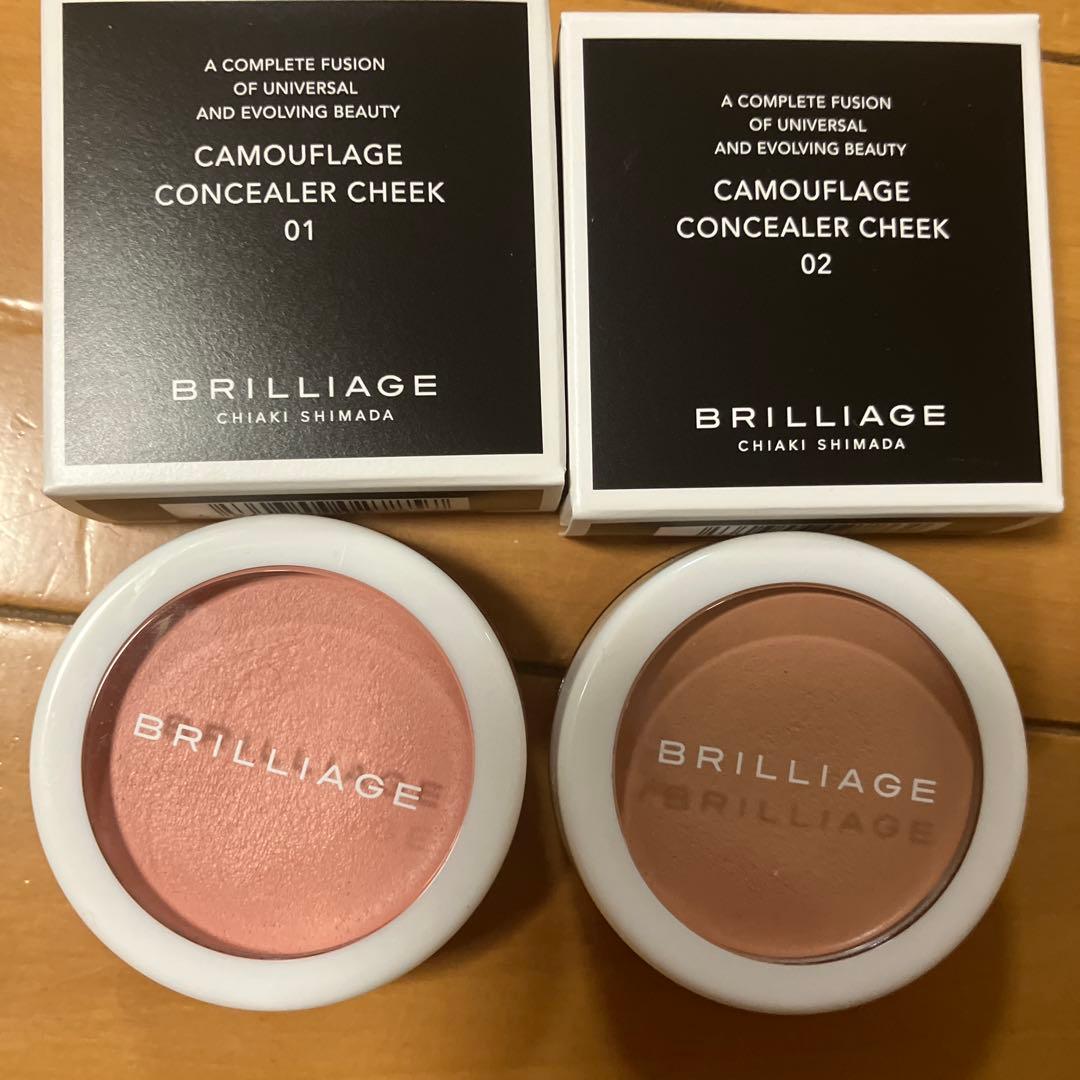 A COMPLETE FUSION
OF UNIVERSAL
AND EVOLVING BEAUTY
CAMOUFLAGE
CONCEALER CHEEK
01
BRILLIAGE
CHIAKI SHIMADA
A COMPLETE FUSION
OF UNIVERSAL
AND EVOLVING BEAUTY
CAMOUFLAGE
CONCEALER CHEEK
02
BRILLIAGE
CHIAKI SHIMADA
BRILLIAGE
BRILLIAGE